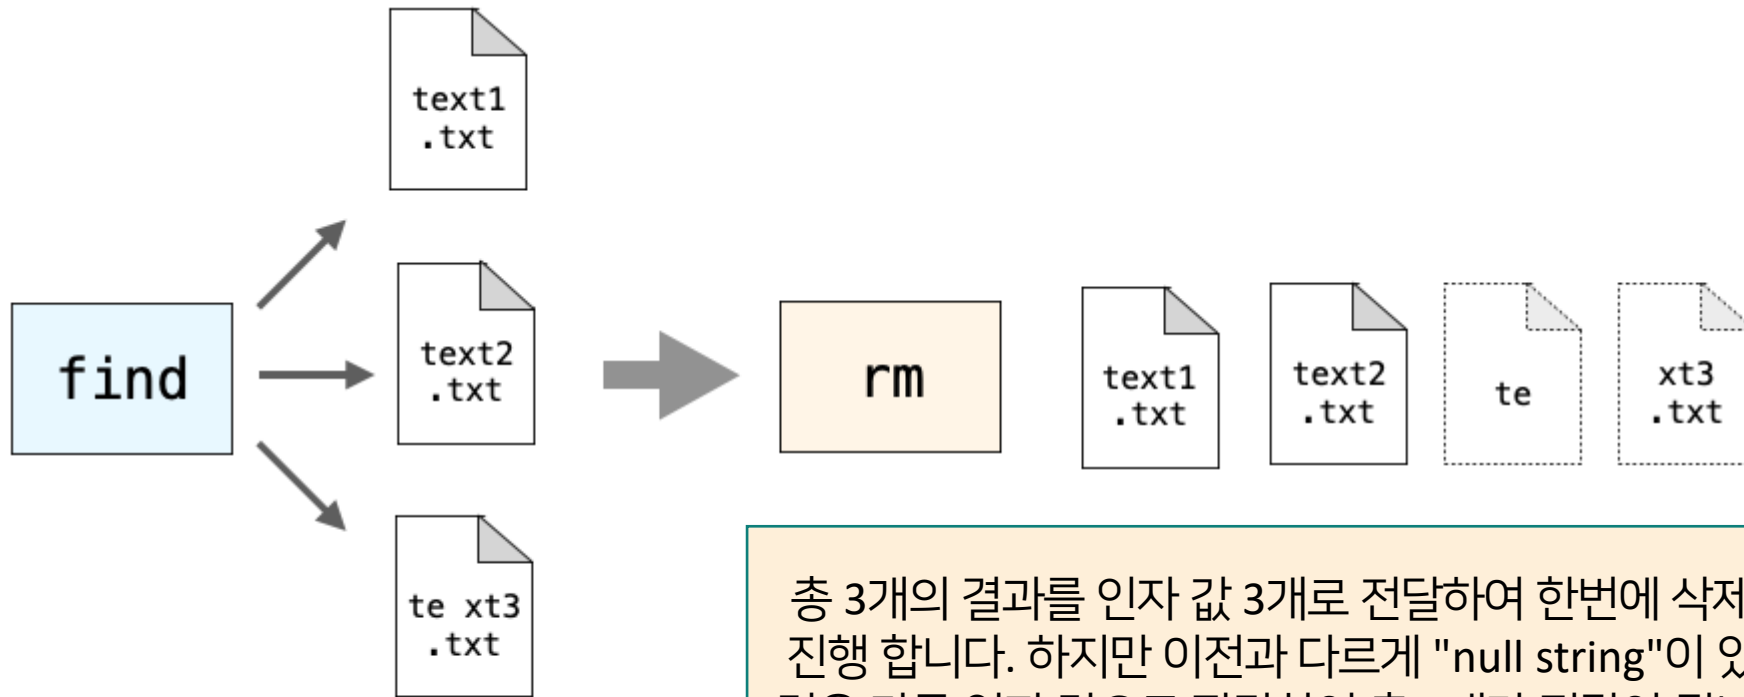 text1
.txt
find
text2
.txt
te xt3
.txt
rm
text1
.txt
text2
.txt
te
xt3
.txt
총 3개의 결과를 인자 값 3개로 전달하여 한번에 삭제
진행 합니다. 하지만 이전과 다르게 "null string"이 있